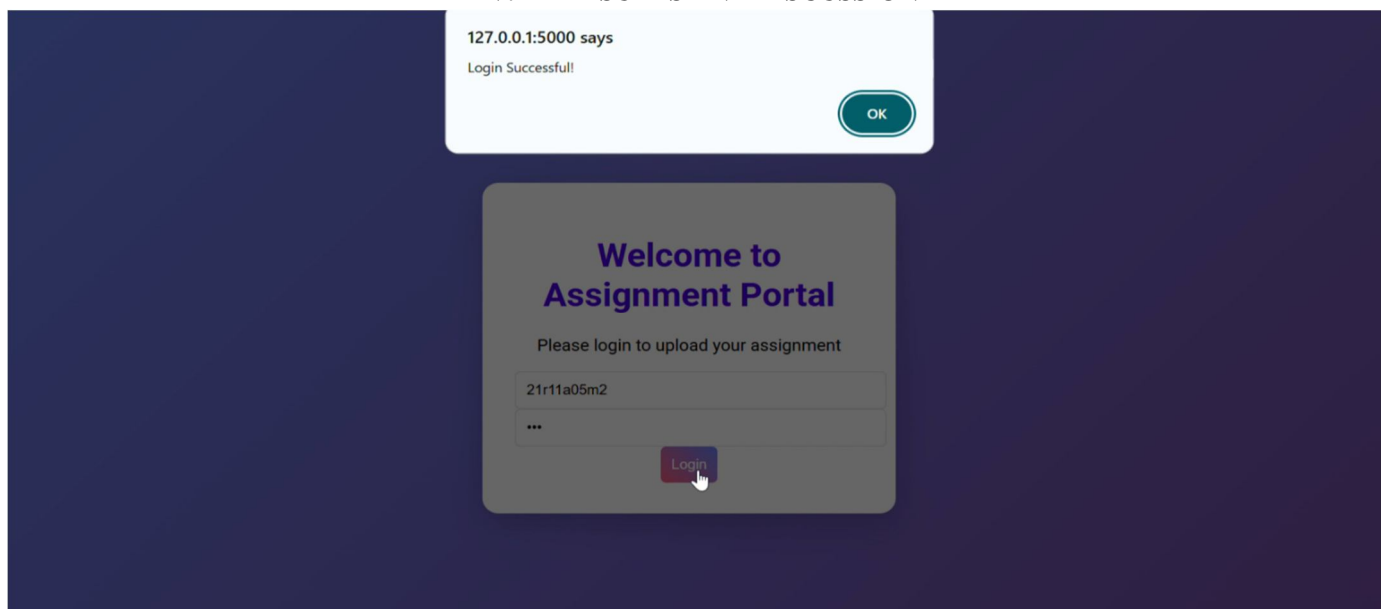 127.0.0.1:5000 says
Login Successful!
OK
Welcome to
Assignment Portal
Please login to upload your assignment
21r11a05m2
•••
Login